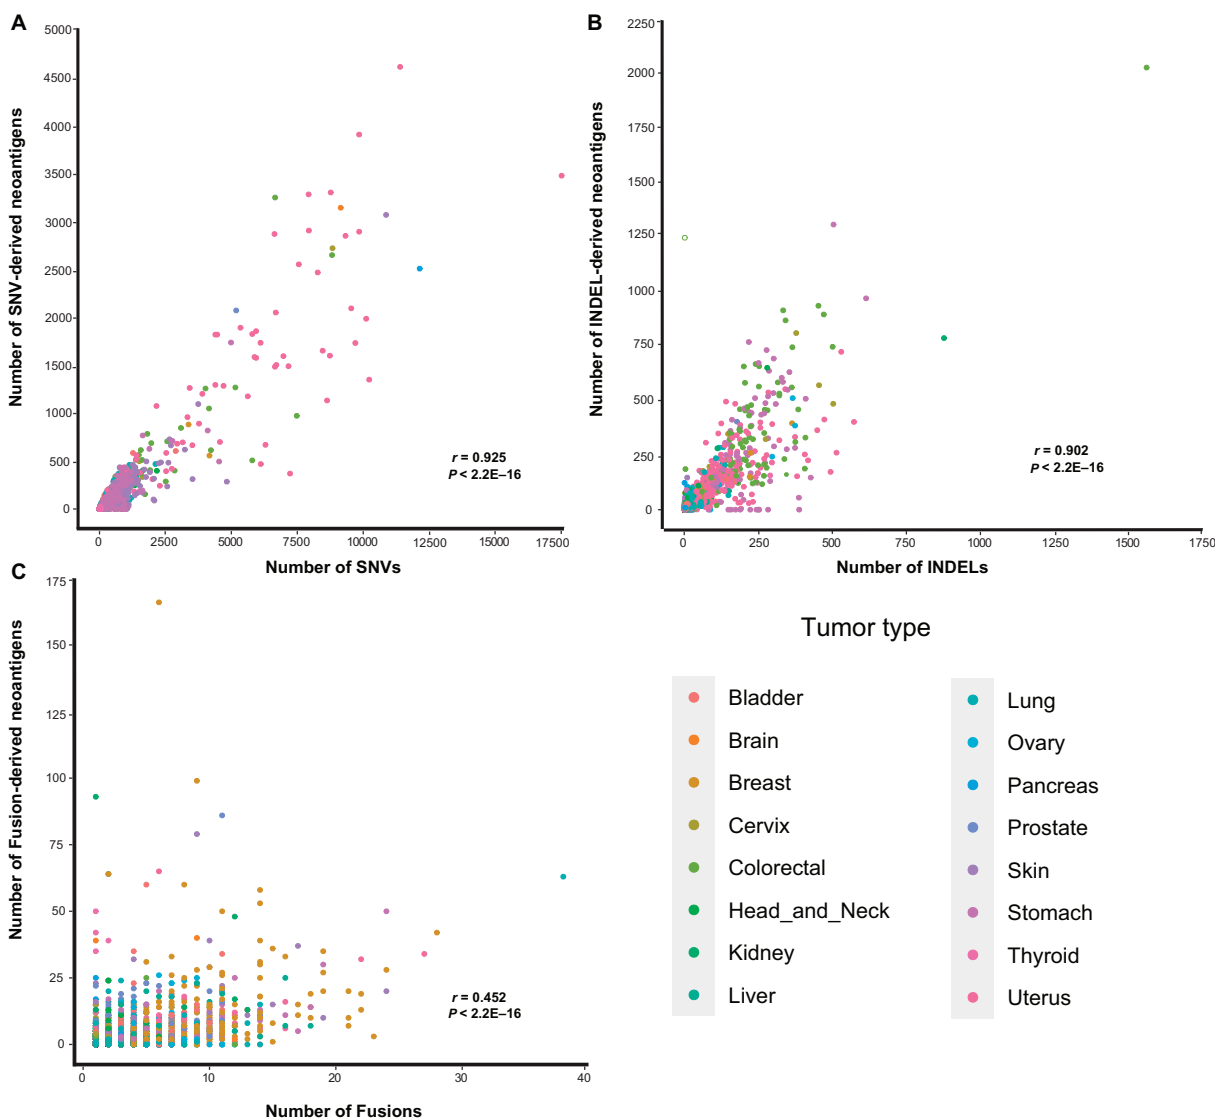 A
Number of SNV-derived neoantigens
5000
4500
4000
3500
3000
2500
2000
1500
1000
500
0
r = 0.925
P < 2.2E–16
0 2500 5000 7500 10000 12500 15000 17500
Number of SNVs
B
Number of INDEL-derived neoantigens
2250
2000
1750
1500
1250
1000
750
500
250
0
r = 0.902
P < 2.2E–16
0 250 500 750 1000 1250 1500 1750
Number of INDELs
C
Number of Fusion-derived neoantigens
175
150
125
100
75
50
25
0
r = 0.452
P < 2.2E–16
0 10 20 30 40
Number of Fusions
Tumor type
Bladder
Brain
Breast
Cervix
Colorectal
Head_and_Neck
Kidney
Liver
Lung
Ovary
Pancreas
Prostate
Skin
Stomach
Thyroid
Uterus